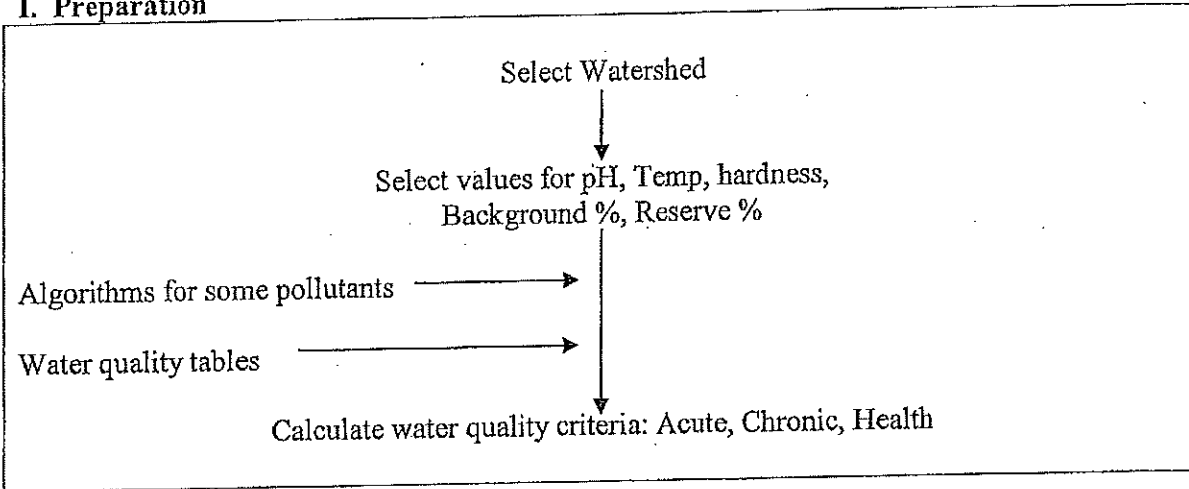 I. Preparation
Select Watershed
Select values for pH, Temp, hardness,
Background %, Reserve %
Algorithms for some pollutants
Water quality tables
Calculate water quality criteria: Acute, Chronic, Health